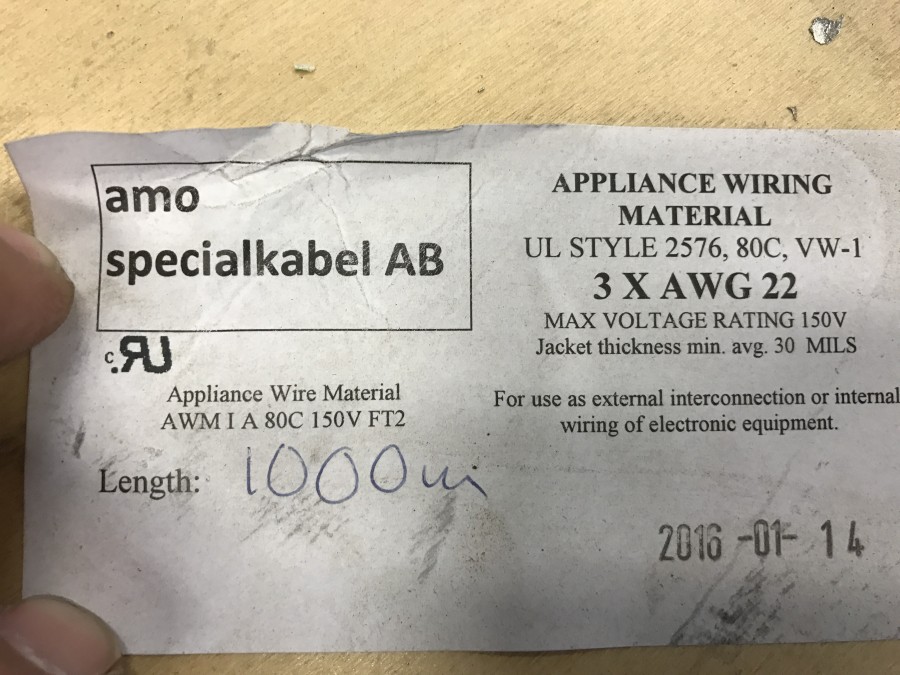 amo
specialkabel AB
c
RU
Appliance Wire Material
AWM I A 80C 150V FT2
Length: 1000m
APPLIANCE WIRING
MATERIAL
UL STYLE 2576, 80C, VW-1
3 X AWG 22
MAX VOLTAGE RATING 150V
Jacket thickness min. avg. 30 MILS
For use as external interconnection or internal
wiring of electronic equipment.
2016 -01- 14